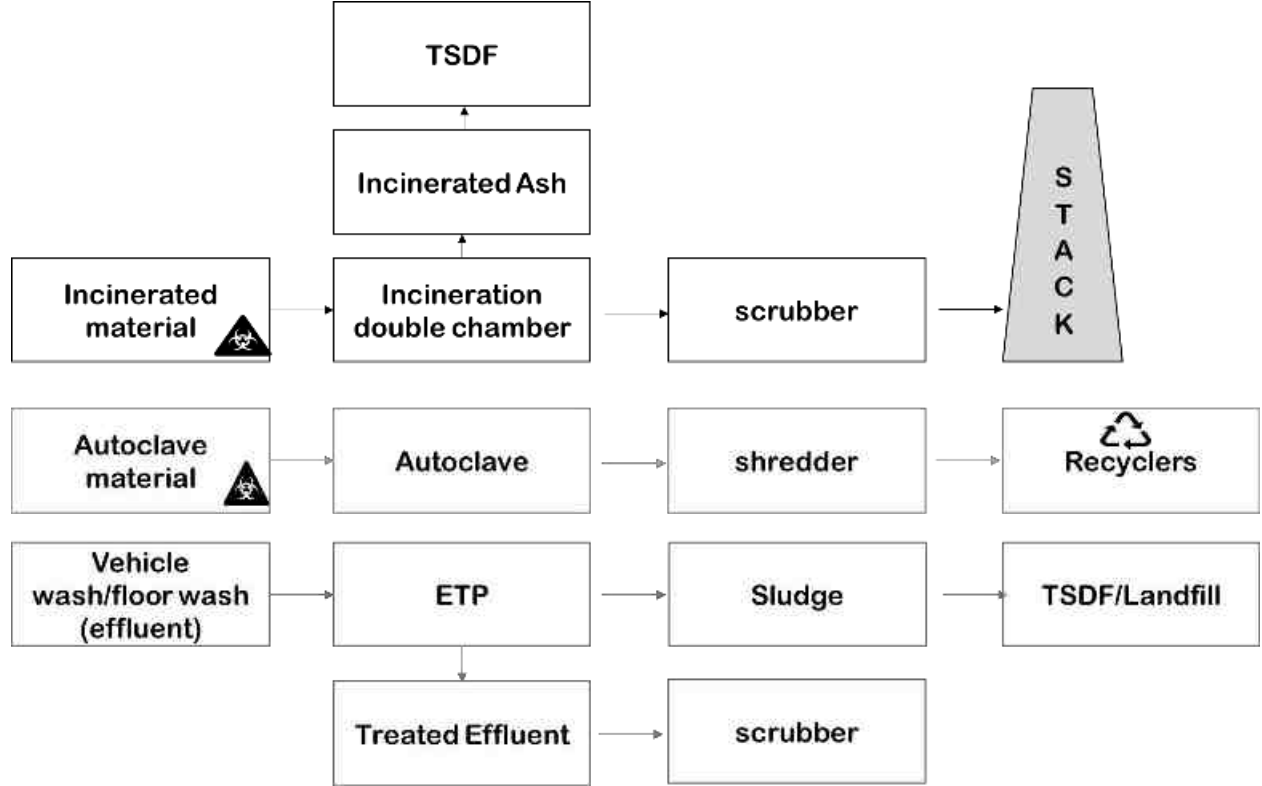 TSDF
Incinerated Ash
Incinerated
material
Incineration
double chamber
scrubber
S
T
A
C
K
Autoclave
material
Autoclave
shredder
Recyclers
Vehicle
wash/floor wash
(effluent)
ETP
Sludge
TSDF/Landfill
Treated Effluent
scrubber